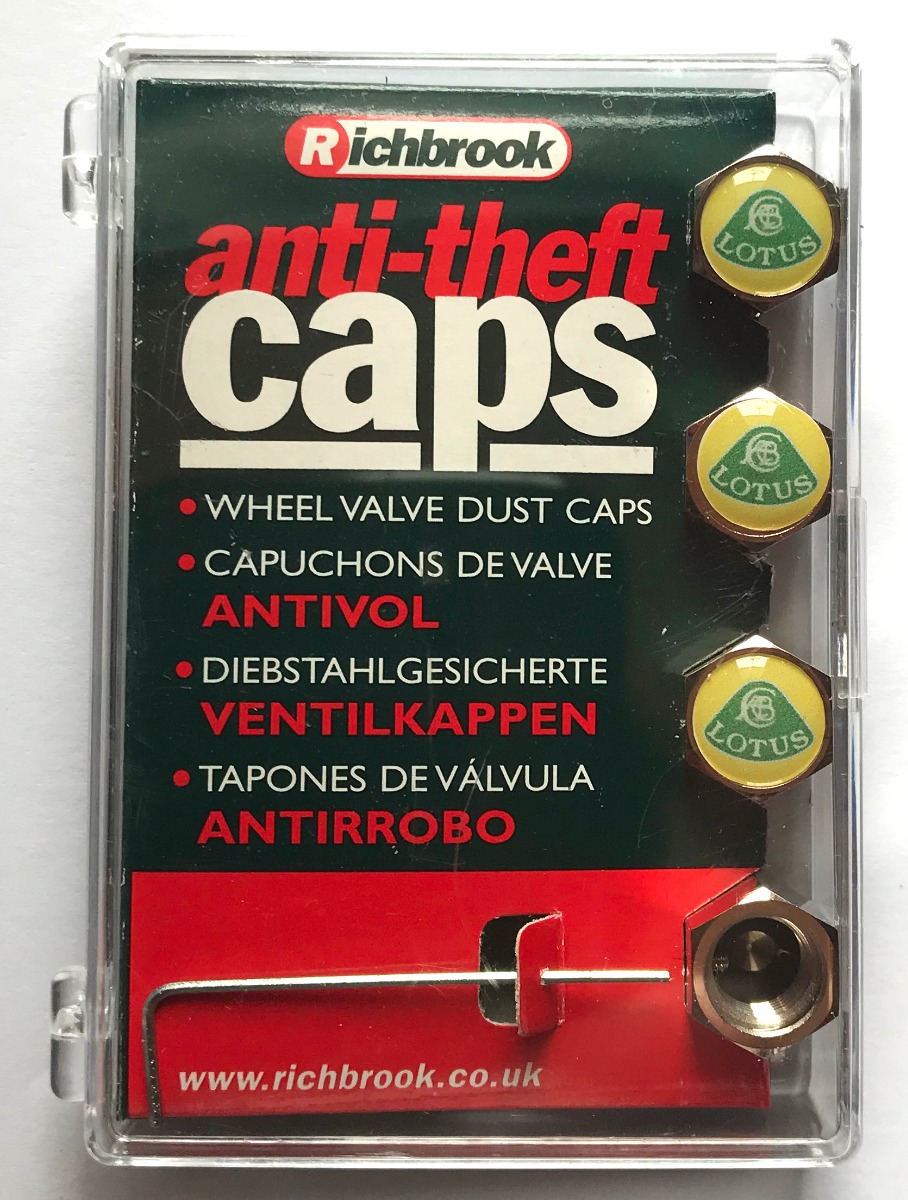 Richbrook
anti-theft
caps
• WHEEL VALVE DUST CAPS
• CAPUCHONS DE VALVE
ANTIVOL
• DIEBSTAHLGESICHERTE
VENTILKAPPEN
• TAPONES DE VÁLVULA
ANTIRROBO
www.richbrook.co.uk
LOTUS
LOTUS
LOTUS